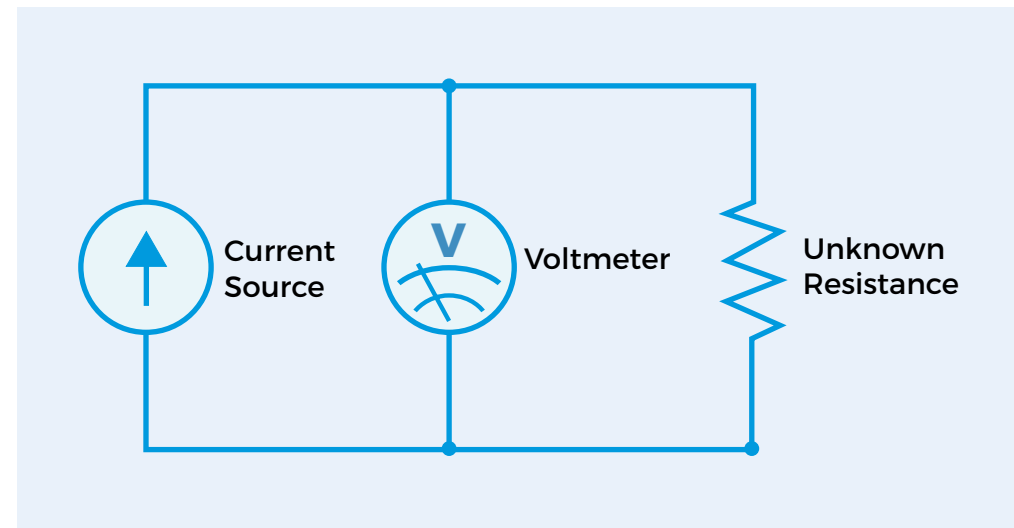 Current
Source
V
Voltmeter
Unknown
Resistance